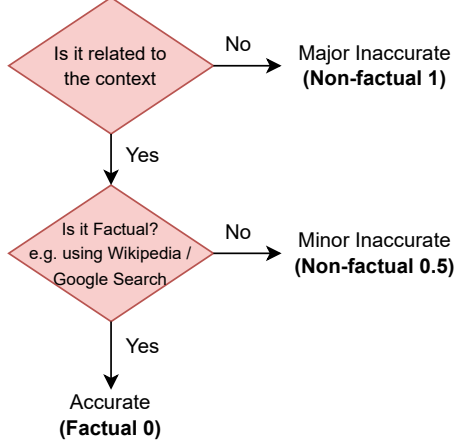 Is it related to
the context
No
Major Inaccurate
(Non-factual 1)
Yes
Is it Factual?
e.g. using Wikipedia /
Google Search
No
Minor Inaccurate
(Non-factual 0.5)
Yes
Accurate
(Factual 0)